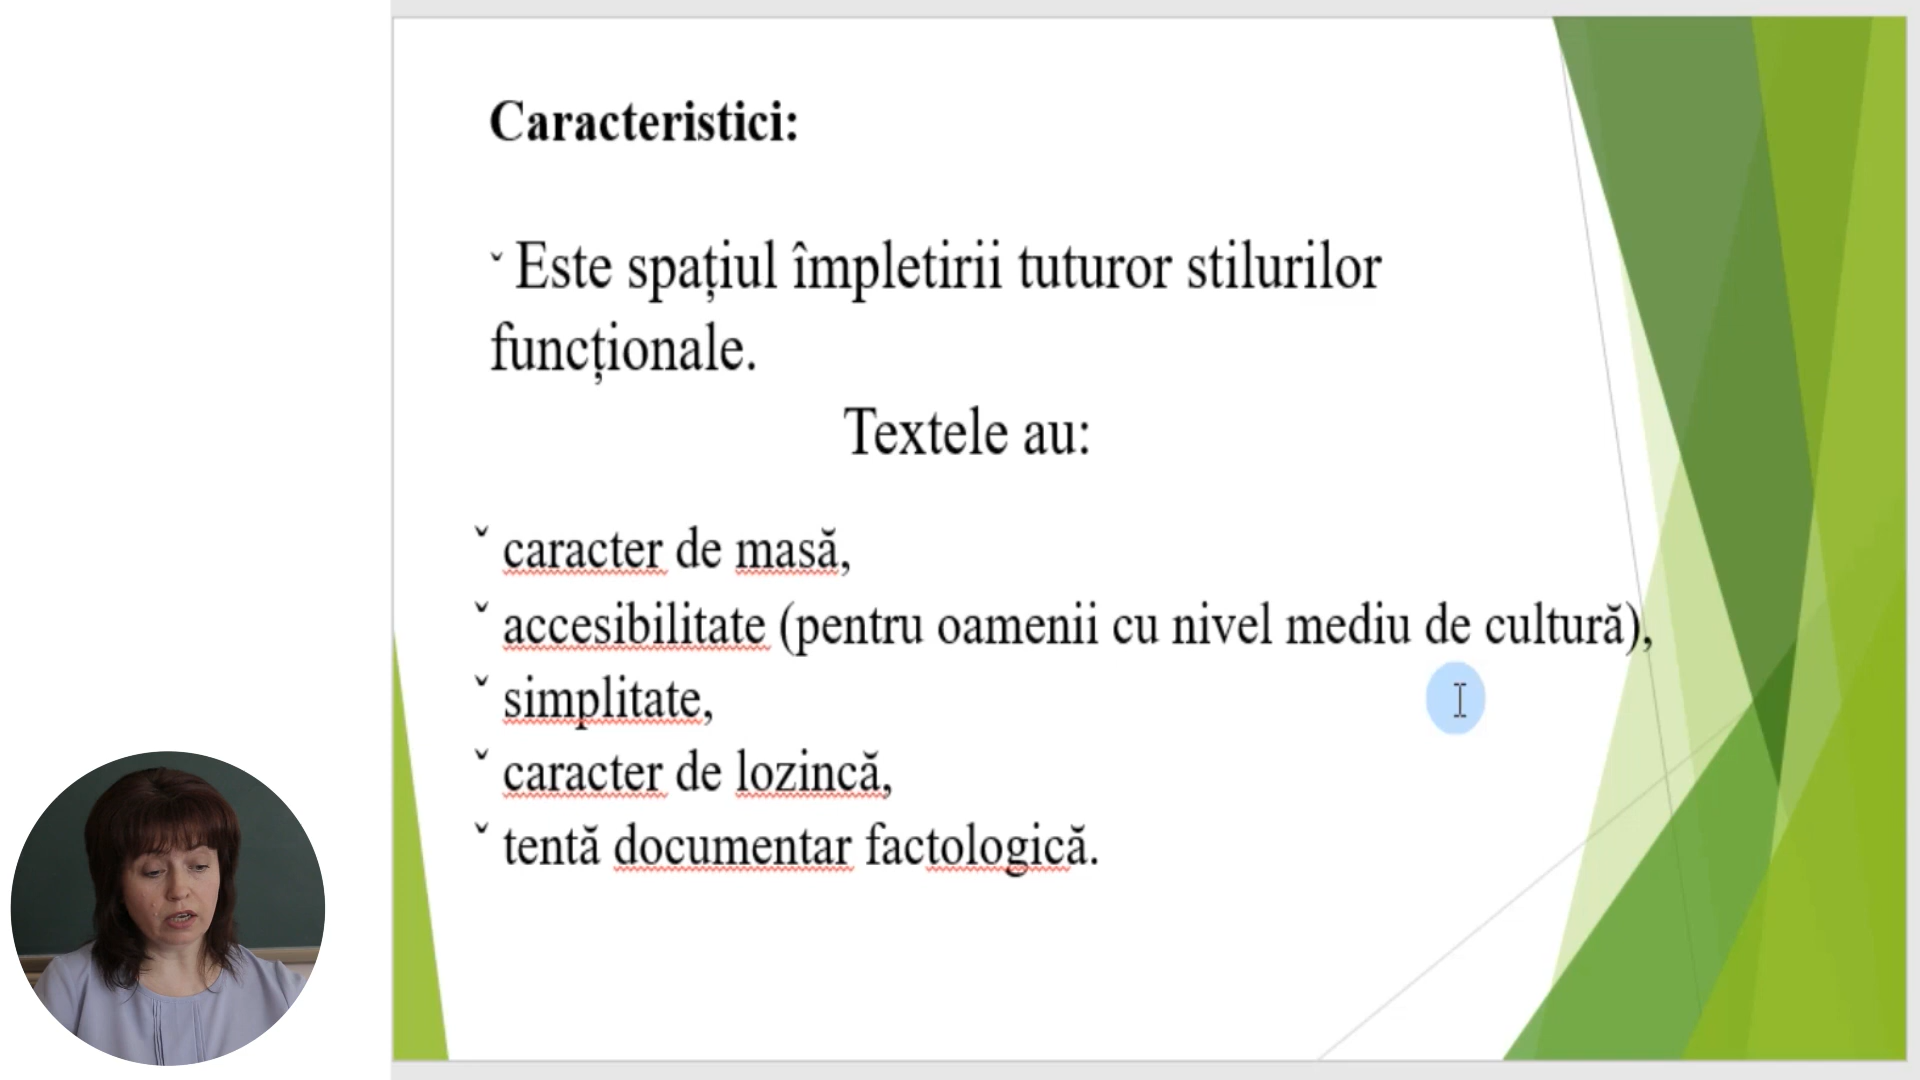 Caracteristici:
ˇ Este spațiul împletirii tuturor stilurilor
funcționale.
Textele au:
ˇ caracter de masă,
ˇ accesibilitate (pentru oamenii cu nivel mediu de cultură),
ˇ simplitate,
ˇ caracter de lozincă,
ˇ tentă documentar factologică.